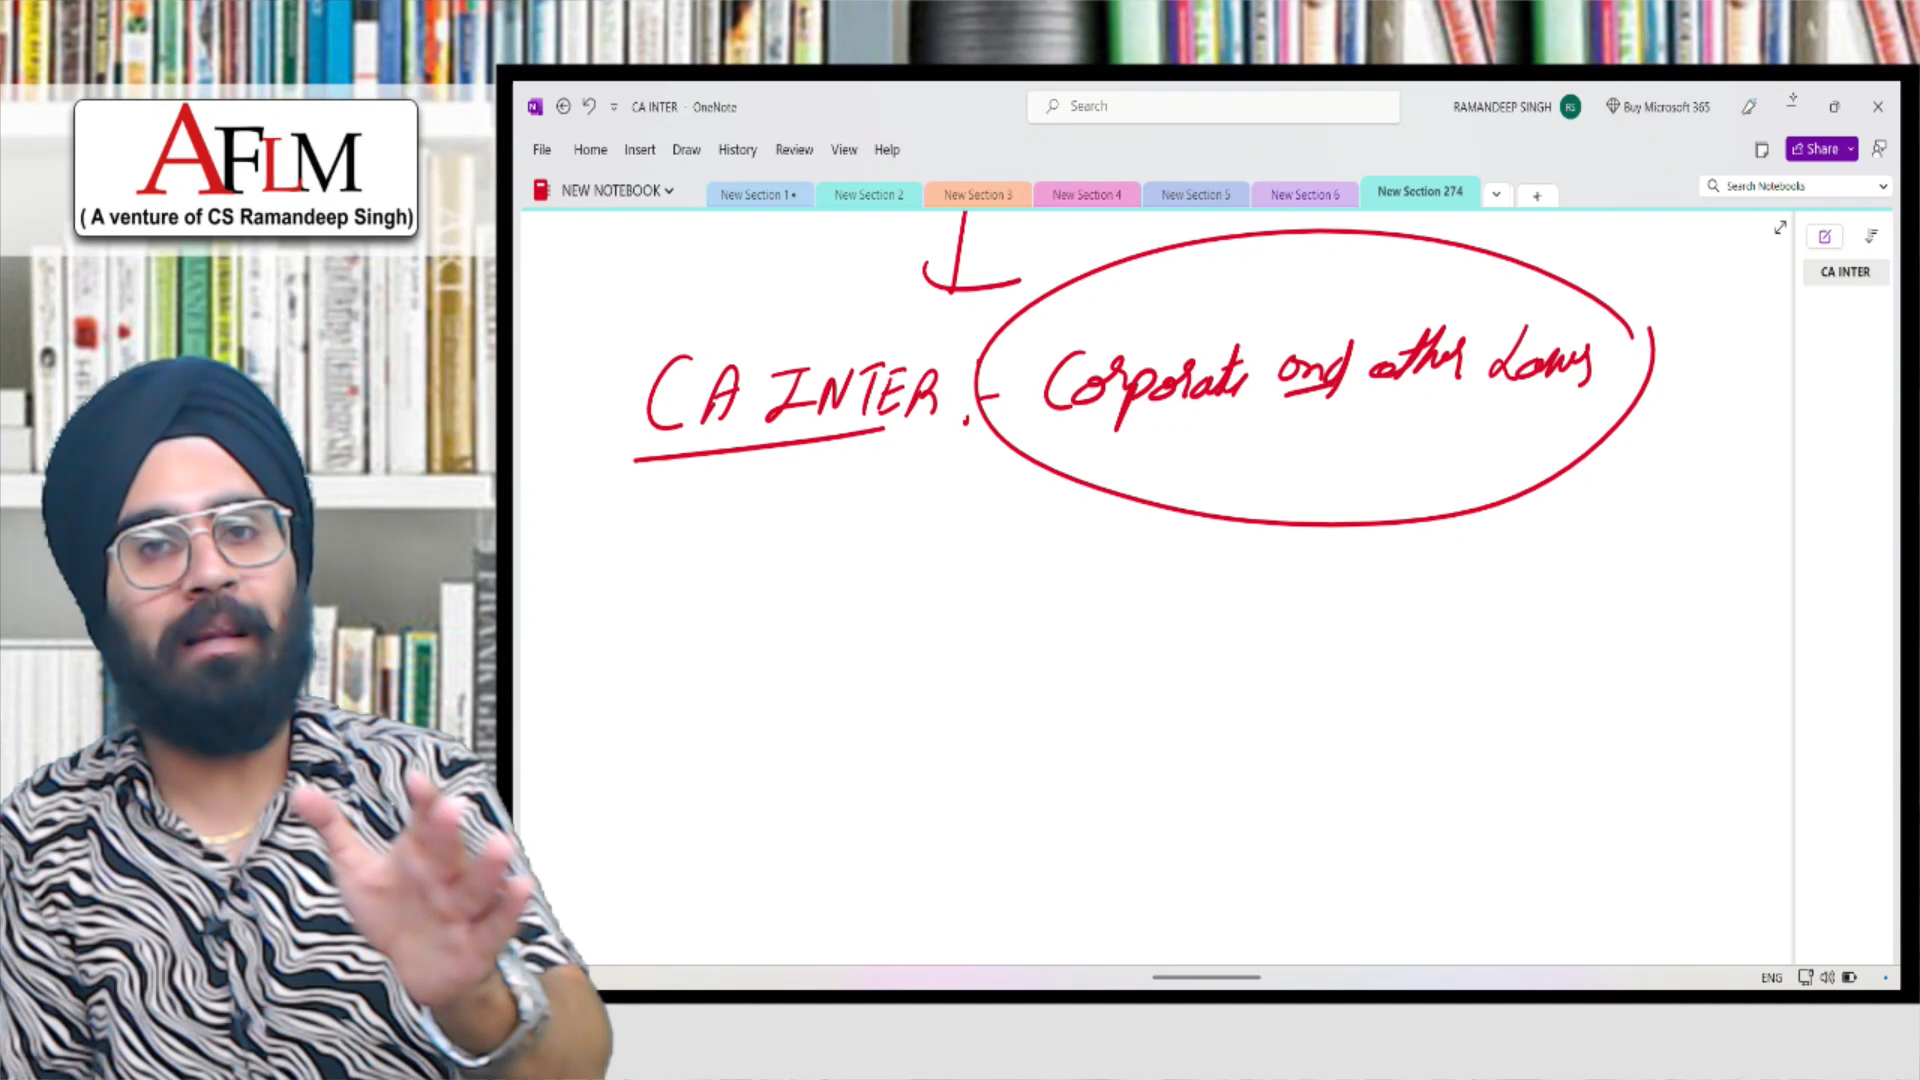 AFLM
( A venture of CS Ramandeep Singh)
CA INTER - OneNote
Search
RAMANDEEP SINGH RS
Buy Microsoft 365
File Home Insert Draw History Review View Help
Share
NEW NOTEBOOK
New Section 1
New Section 2
New Section 3
New Section 4
New Section 5
New Section 6
New Section 274
Search Notebooks
CA INTER
CA INTER :- Corporate and other Laws
ENG